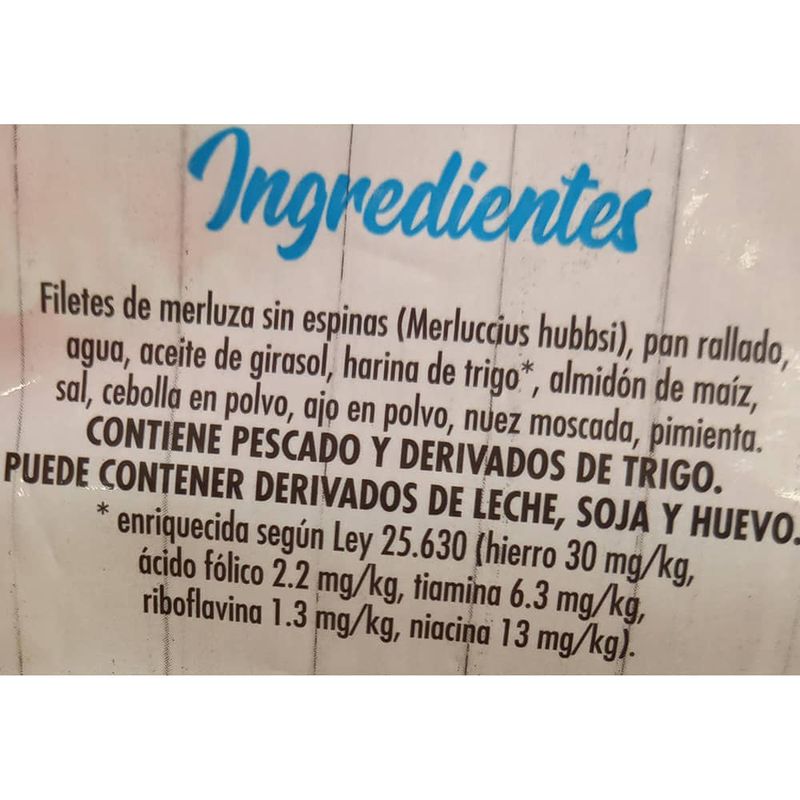 Ingredientes
Filetes de merluza sin espinas (Merluccius hubbsi), pan rallado,
agua, aceite de girasol, harina de trigo*, almidón de maíz,
sal, cebolla en polvo, ajo en polvo, nuez moscada, pimienta.
CONTIENE PESCADO Y DERIVADOS DE TRIGO.
PUEDE CONTENER DERIVADOS DE LECHE, SOJA Y HUEVO.
* enriquecida según Ley 25.630 (hierro 30 mg/kg,
ácido fólico 2.2 mg/kg, tiamina 6.3 mg/kg,
riboflavina 1.3 mg/kg, niacina 13 mg/kg).